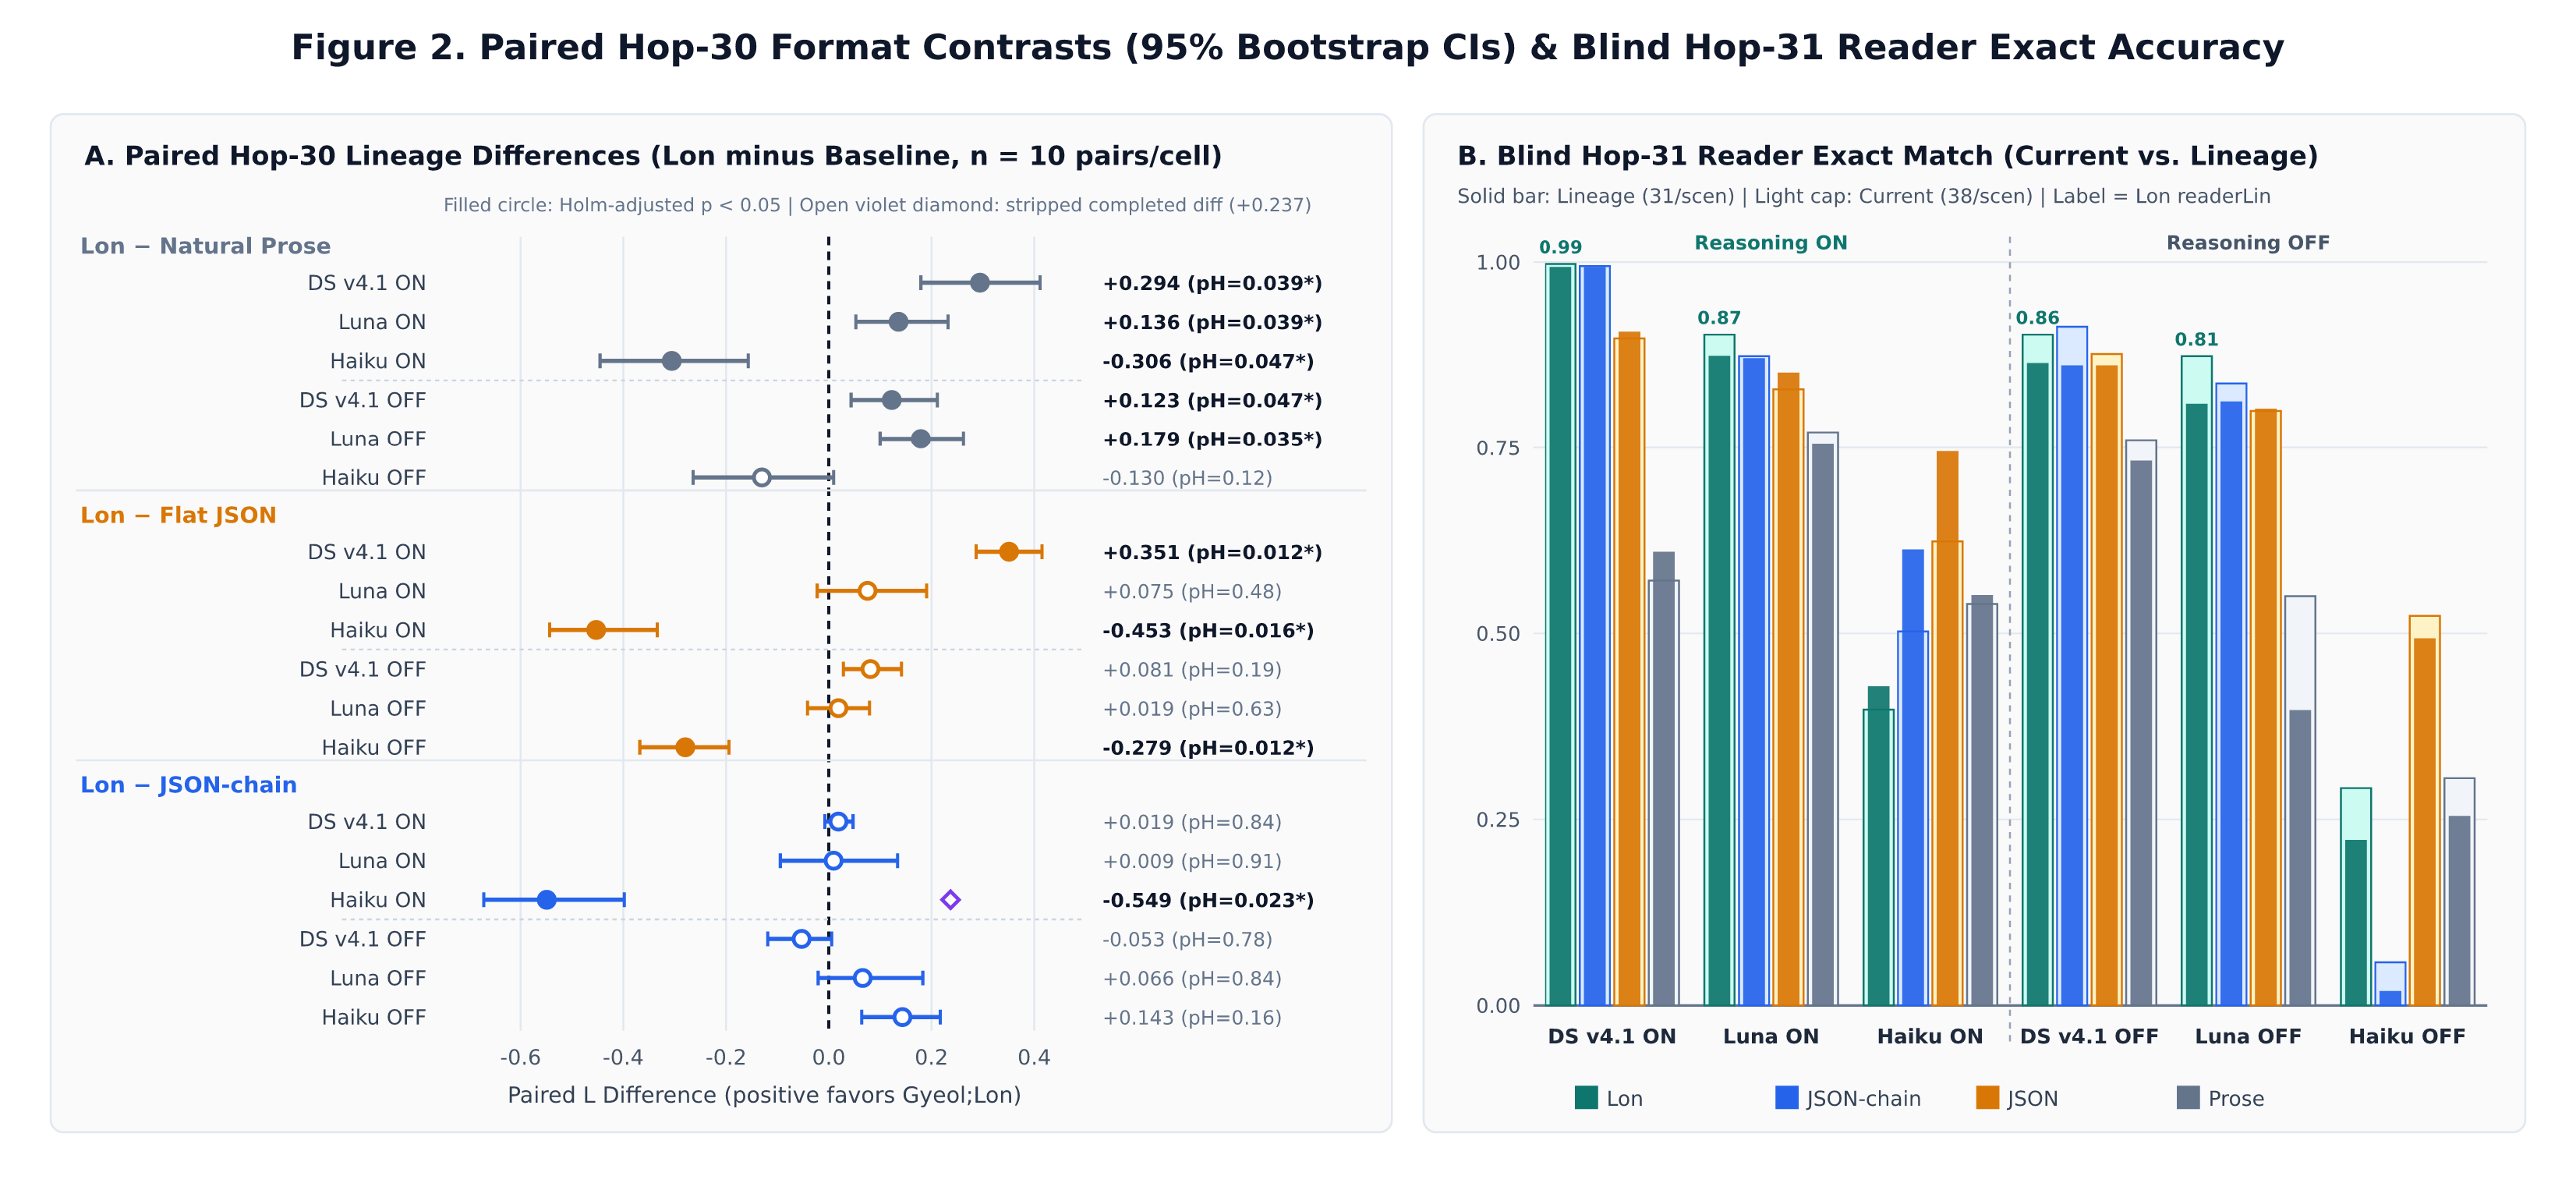 Figure 2. Paired Hop-30 Format Contrasts (95% Bootstrap CIs) & Blind Hop-31 Reader Exact Accuracy
A. Paired Hop-30 Lineage Differences (Lon minus Baseline, n = 10 pairs/cell)
Filled circle: Holm-adjusted p < 0.05 | Open violet diamond: stripped completed diff (+0.237)
Lon − Natural Prose
DS v4.1 ON +0.294 (pH=0.039*)
Luna ON +0.136 (pH=0.039*)
Haiku ON -0.306 (pH=0.047*)
DS v4.1 OFF +0.123 (pH=0.047*)
Luna OFF +0.179 (pH=0.035*)
Haiku OFF -0.130 (pH=0.12)
Lon − Flat JSON
DS v4.1 ON +0.351 (pH=0.012*)
Luna ON +0.075 (pH=0.48)
Haiku ON -0.453 (pH=0.016*)
DS v4.1 OFF +0.081 (pH=0.19)
Luna OFF +0.019 (pH=0.63)
Haiku OFF -0.279 (pH=0.012*)
Lon − JSON-chain
DS v4.1 ON +0.019 (pH=0.84)
Luna ON +0.009 (pH=0.91)
Haiku ON -0.549 (pH=0.023*)
DS v4.1 OFF -0.053 (pH=0.78)
Luna OFF +0.066 (pH=0.84)
Haiku OFF +0.143 (pH=0.16)
-0.6 -0.4 -0.2 0.0 0.2 0.4
Paired L Difference (positive favors Gyeol;Lon)
B. Blind Hop-31 Reader Exact Match (Current vs. Lineage)
Solid bar: Lineage (31/scen) | Light cap: Current (38/scen) | Label = Lon readerLin
Reasoning ON Reasoning OFF
0.99 0.87 0.86 0.81
1.00
0.75
0.50
0.25
0.00
DS v4.1 ON Luna ON Haiku ON DS v4.1 OFF Luna OFF Haiku OFF
Lon JSON-chain JSON Prose